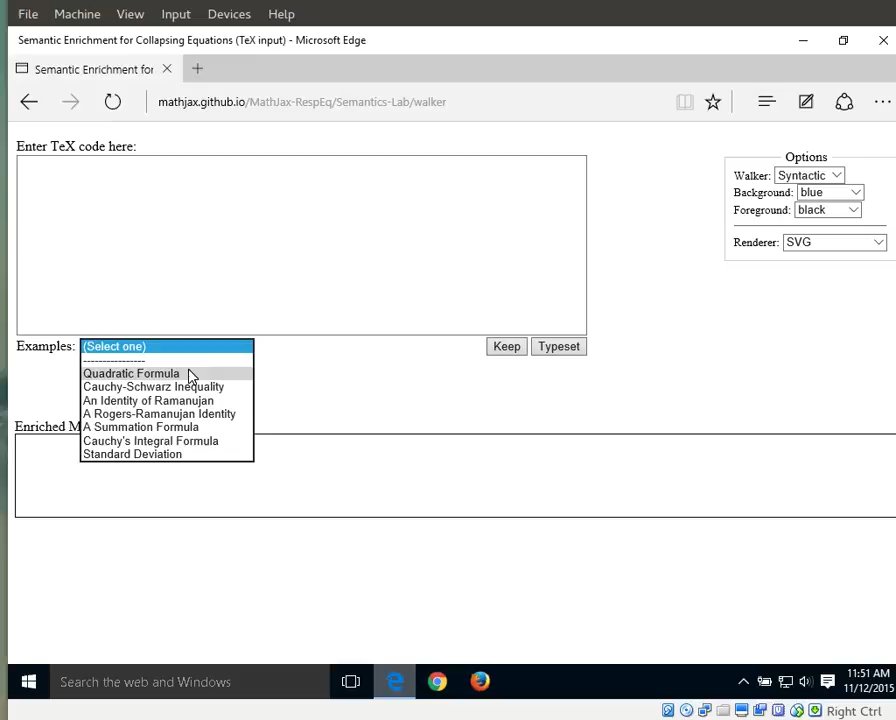 File Machine View Input Devices Help
Semantic Enrichment for Collapsing Equations (TeX input) - Microsoft Edge
Semantic Enrichment for
mathjax.github.io/MathJax-RespEq/Semantics-Lab/walker
Enter TeX code here:
Options
Walker: Syntactic
Background: blue
Foreground: black
Renderer: SVG
Examples: (Select one) Keep Typeset
----------------
Quadratic Formula
Cauchy-Schwarz Inequality
An Identity of Ramanujan
A Rogers-Ramanujan Identity
Enriched M A Summation Formula
Cauchy's Integral Formula
Standard Deviation
Search the web and Windows
11:51 AM
11/12/2015
Right Ctrl